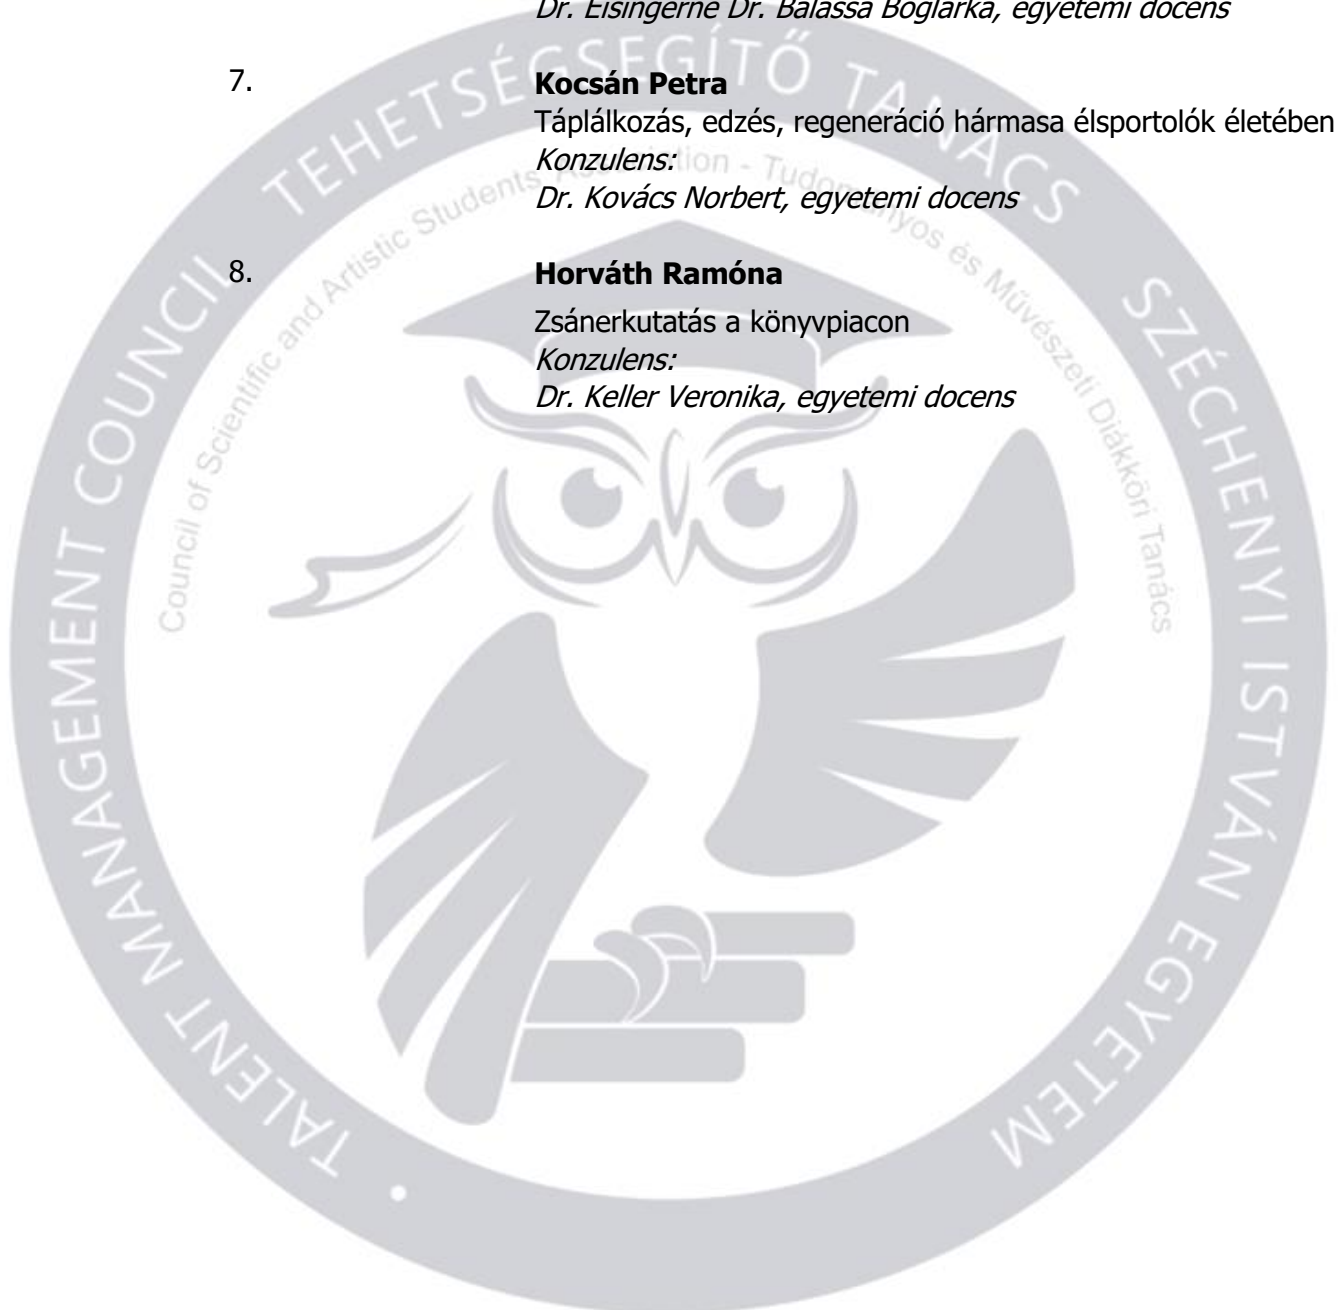 Dr. Eisingerné Dr. Balassa Boglárka, egyetemi docens
7.
Kocsán Petra
Táplálkozás, edzés, regeneráció hármasa élsportolók életében
Konzulens:
Dr. Kovács Norbert, egyetemi docens
8.
Horváth Ramóna
Zsánerkutatás a könyvpiacon
Konzulens:
Dr. Keller Veronika, egyetemi docens
TEHETSÉGSEGÍTŐ TANÁCS SZÉCHENYI ISTVÁN EGYETEM
TALENT MANAGEMENT COUNCIL
Council of Scientific and Artistic Students' Association - Tudományos és Művészeti Diákköri Tanács